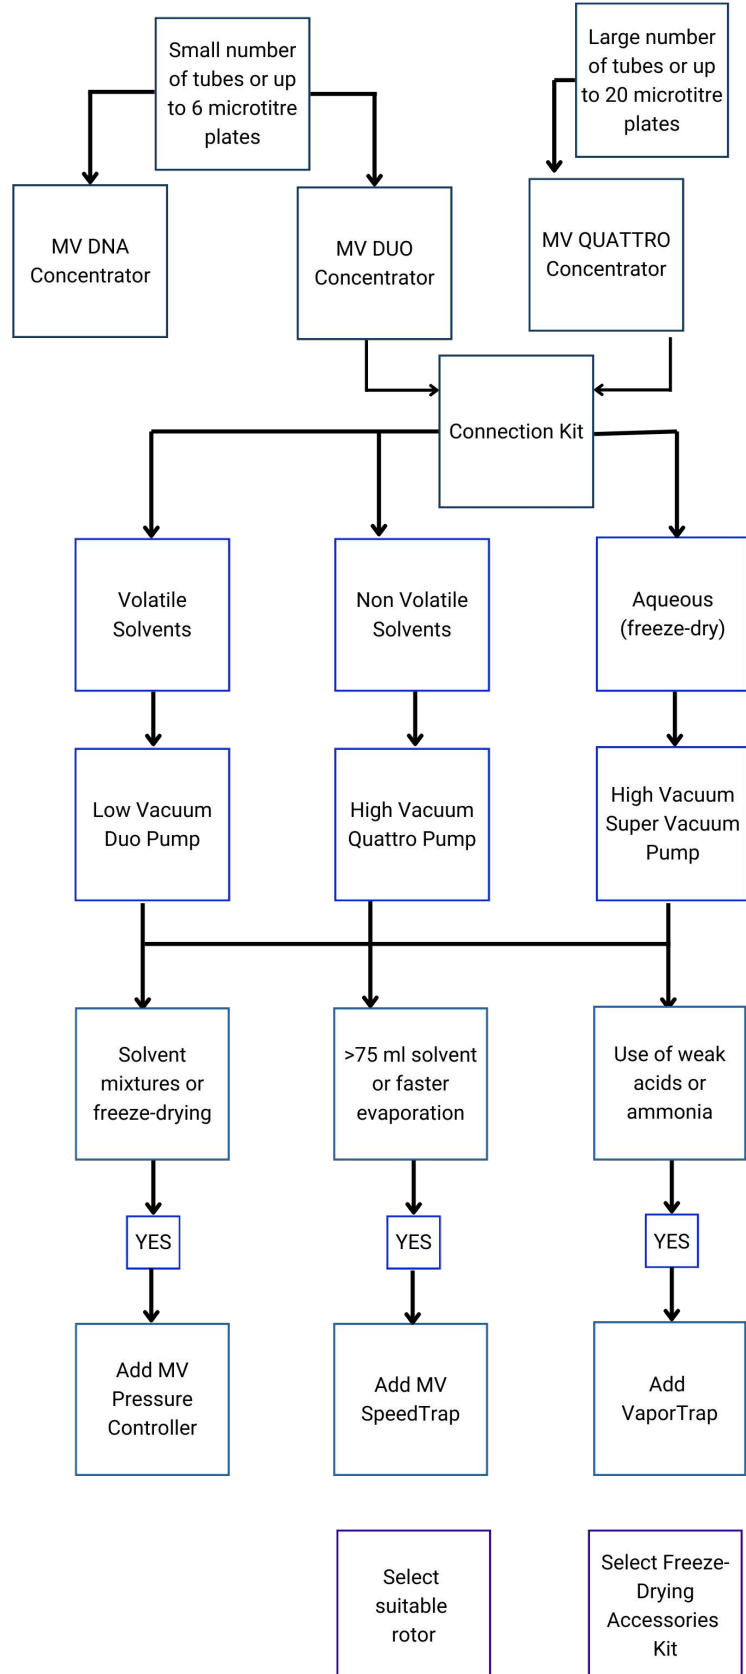 Small number
of tubes or up
to 6 microtitre
plates
Large number
of tubes or up
to 20 microtitre
plates
MV DNA
Concentrator
MV DUO
Concentrator
MV QUATTRO
Concentrator
Connection Kit
Volatile
Solvents
Non Volatile
Solvents
Aqueous
(freeze-dry)
Low Vacuum
Duo Pump
High Vacuum
Quattro Pump
High Vacuum
Super Vacuum
Pump
Solvent
mixtures or
freeze-drying
>75 ml solvent
or faster
evaporation
Use of weak
acids or
ammonia
YES
YES
YES
Add MV
Pressure
Controller
Add MV
SpeedTrap
Add
VaporTrap
Select
suitable
rotor
Select Freeze-
Drying
Accessories
Kit